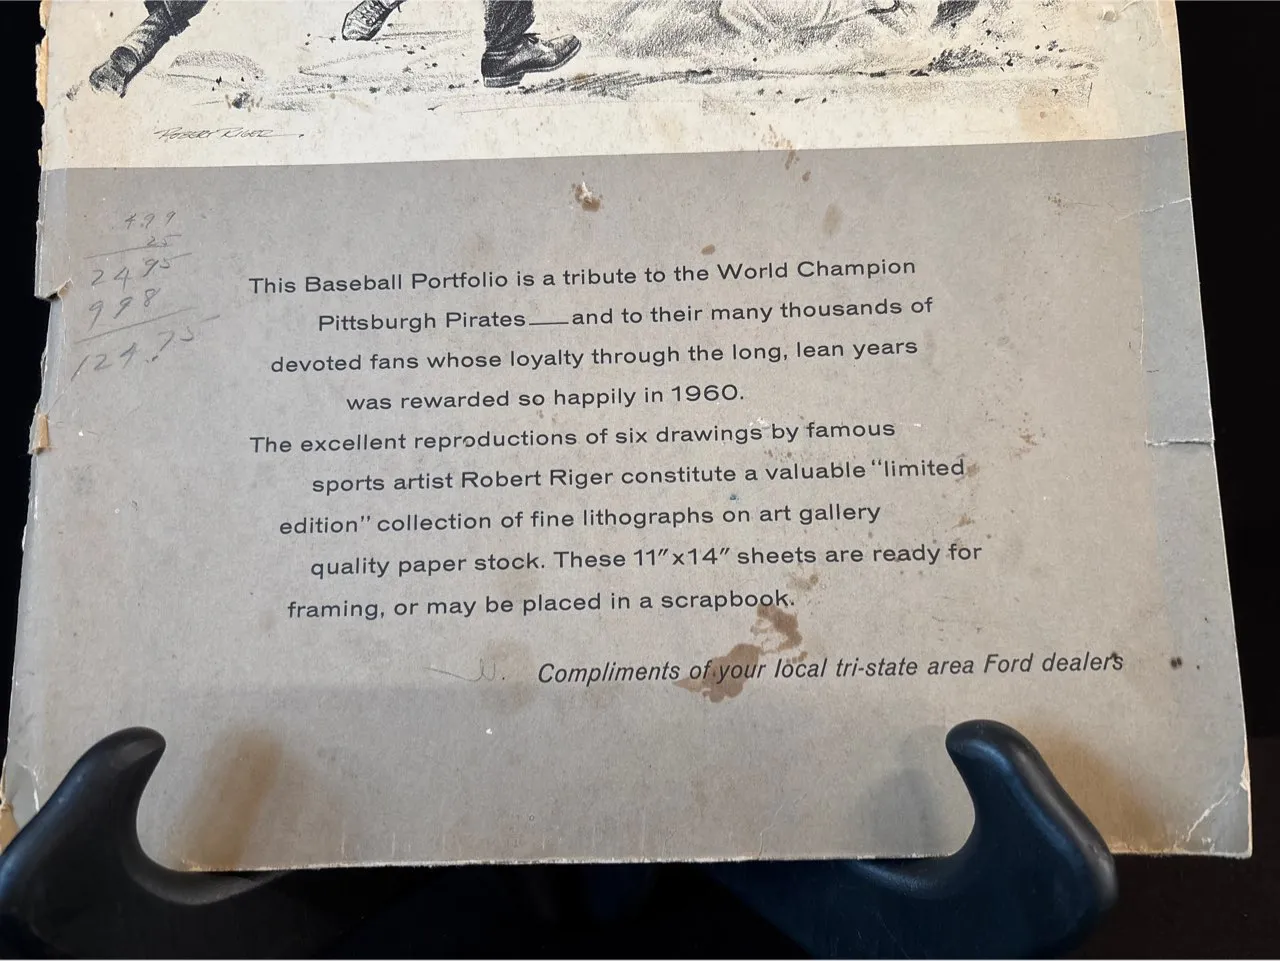 ROBERT RIGER
4.99
25
24 95
998
124.75
This Baseball Portfolio is a tribute to the World Champion
Pittsburgh Pirates——and to their many thousands of
devoted fans whose loyalty through the long, lean years
was rewarded so happily in 1960.
The excellent reproductions of six drawings by famous
sports artist Robert Riger constitute a valuable “limited
edition” collection of fine lithographs on art gallery
quality paper stock. These 11″x14″ sheets are ready for
framing, or may be placed in a scrapbook.
Compliments of your local tri-state area Ford dealers